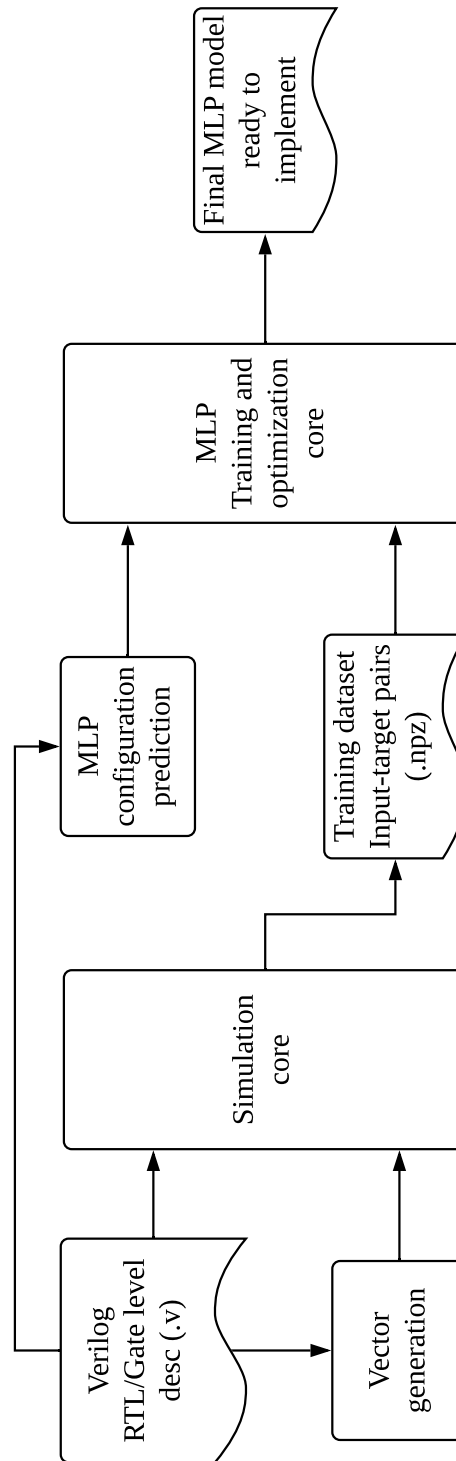 Verilog
RTL/Gate level
desc (.v)
Vector
generation
Simulation
core
MLP
configuration
prediction
Training dataset
Input-target pairs
(.npz)
MLP
Training and
optimization
core
Final MLP model
ready to
implement